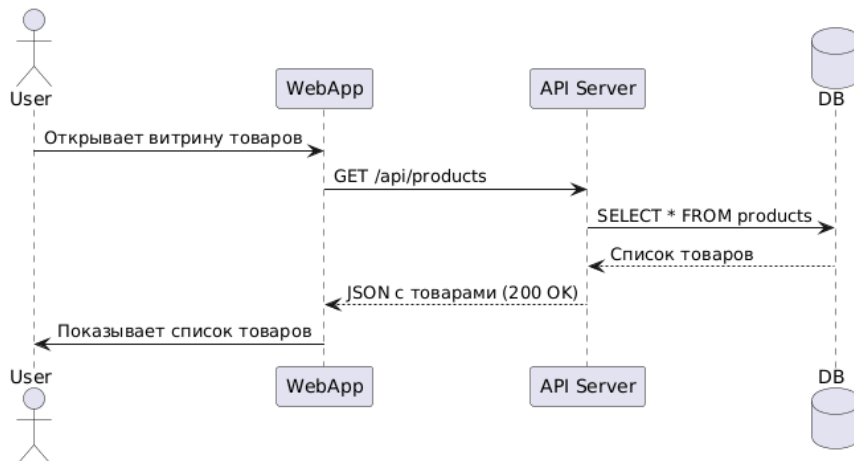 User
WebApp
API Server
DB
Открывает витрину товаров
GET /api/products
SELECT * FROM products
Список товаров
JSON с товарами (200 OK)
Показывает список товаров
User
WebApp
API Server
DB